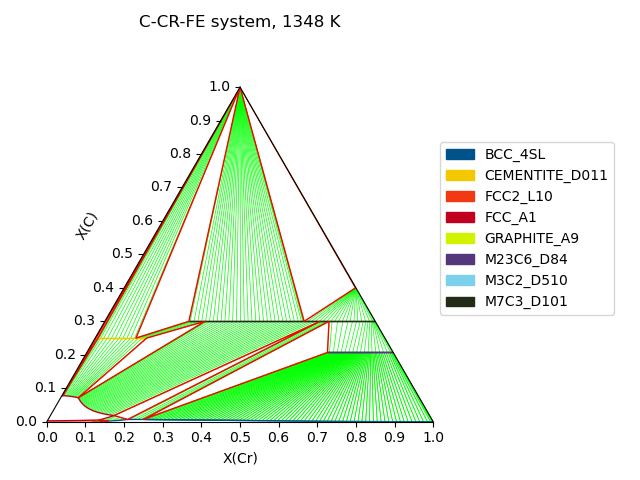 C-CR-FE system, 1348 K
1.0
0.9
0.8
0.7
0.6
0.5
0.4
0.3
0.2
0.1
0.0
X(C)
0.0 0.1 0.2 0.3 0.4 0.5 0.6 0.7 0.8 0.9 1.0
X(Cr)
BCC_4SL
CEMENTITE_D011
FCC2_L10
FCC_A1
GRAPHITE_A9
M23C6_D84
M3C2_D510
M7C3_D101